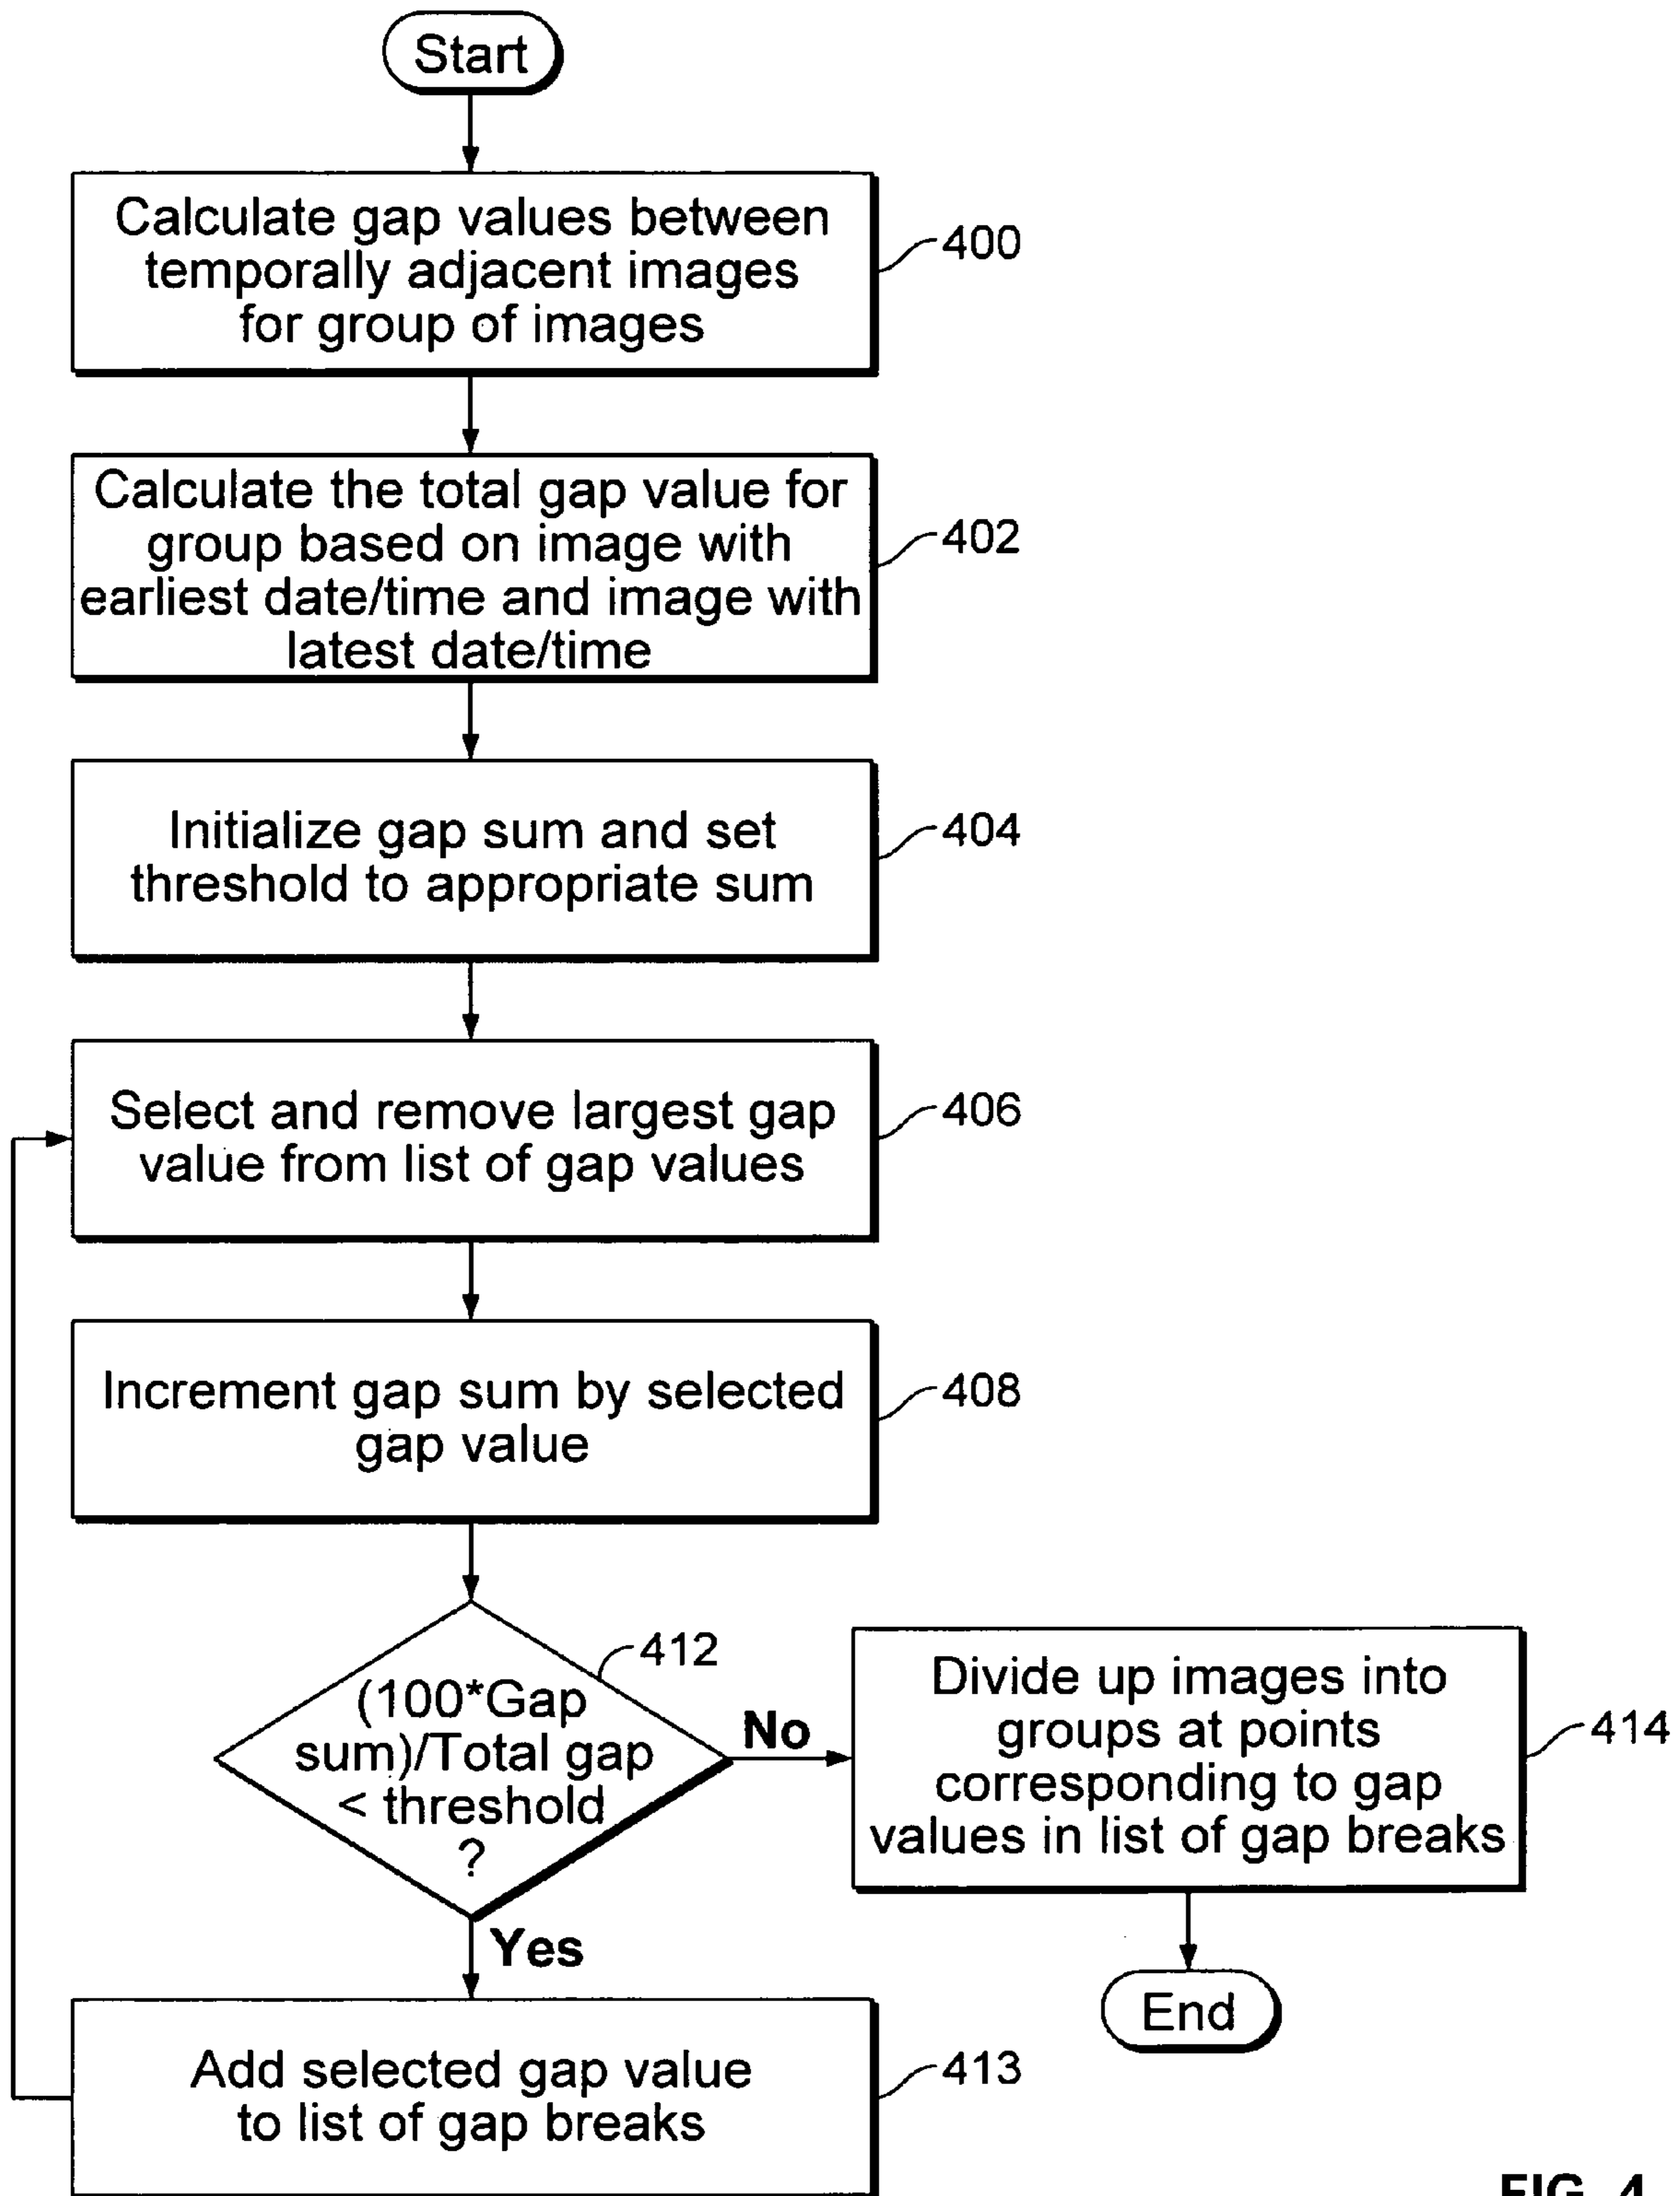 Start
Calculate gap values between
temporally adjacent images
for group of images
400
Calculate the total gap value for
group based on image with
earliest date/time and image with
latest date/time
402
Initialize gap sum and set
threshold to appropriate sum
404
Select and remove largest gap
value from list of gap values
406
Increment gap sum by selected
gap value
408
412
(100*Gap
sum)/Total gap
< threshold
?
No
Divide up images into
groups at points
corresponding to gap
values in list of gap breaks
414
Yes
End
Add selected gap value
to list of gap breaks
413
FIG. 4